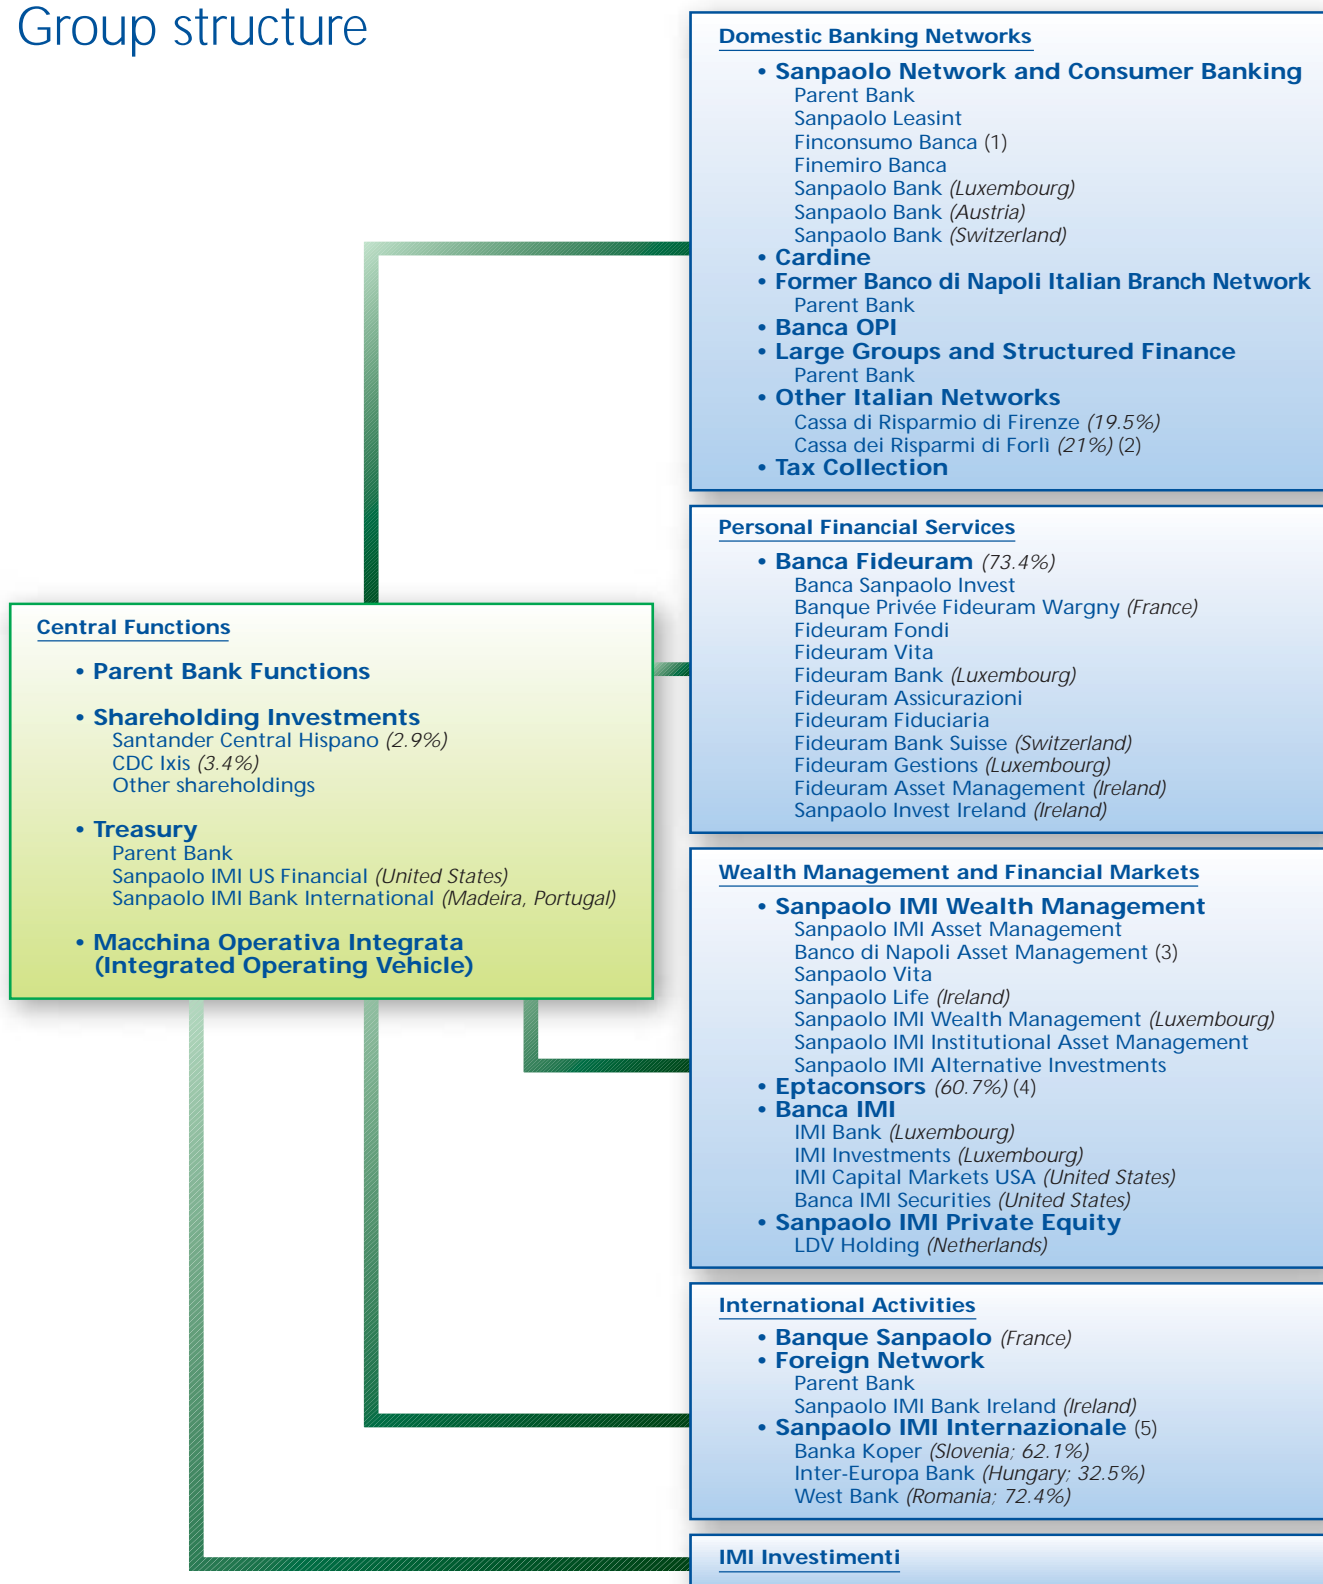 Group structure
Domestic Banking Networks
• Sanpaolo Network and Consumer Banking
Parent Bank
Sanpaolo Leasint
Finconsumo Banca (1)
Finemiro Banca
Sanpaolo Bank (Luxembourg)
Sanpaolo Bank (Austria)
Sanpaolo Bank (Switzerland)
• Cardine
• Former Banco di Napoli Italian Branch Network
Parent Bank
• Banca OPI
• Large Groups and Structured Finance
Parent Bank
• Other Italian Networks
Cassa di Risparmio di Firenze (19.5%)
Cassa dei Risparmi di Forlì (21%) (2)
• Tax Collection
Personal Financial Services
• Banca Fideuram (73.4%)
Banca Sanpaolo Invest
Banque Privée Fideuram Wargny (France)
Fideuram Fondi
Fideuram Vita
Fideuram Bank (Luxembourg)
Fideuram Assicurazioni
Fideuram Fiduciaria
Fideuram Bank Suisse (Switzerland)
Fideuram Gestions (Luxembourg)
Fideuram Asset Management (Ireland)
Sanpaolo Invest Ireland (Ireland)
Central Functions
• Parent Bank Functions
• Shareholding Investments
Santander Central Hispano (2.9%)
CDC Ixis (3.4%)
Other shareholdings
• Treasury
Parent Bank
Sanpaolo IMI US Financial (United States)
Sanpaolo IMI Bank International (Madeira, Portugal)
• Macchina Operativa Integrata
(Integrated Operating Vehicle)
Wealth Management and Financial Markets
• Sanpaolo IMI Wealth Management
Sanpaolo IMI Asset Management
Banco di Napoli Asset Management (3)
Sanpaolo Vita
Sanpaolo Life (Ireland)
Sanpaolo IMI Wealth Management (Luxembourg)
Sanpaolo IMI Institutional Asset Management
Sanpaolo IMI Alternative Investments
• Eptaconsors (60.7%) (4)
• Banca IMI
IMI Bank (Luxembourg)
IMI Investments (Luxembourg)
IMI Capital Markets USA (United States)
Banca IMI Securities (United States)
• Sanpaolo IMI Private Equity
LDV Holding (Netherlands)
International Activities
• Banque Sanpaolo (France)
• Foreign Network
Parent Bank
Sanpaolo IMI Bank Ireland (Ireland)
• Sanpaolo IMI Internazionale (5)
Banka Koper (Slovenia; 62.1%)
Inter-Europa Bank (Hungary; 32.5%)
West Bank (Romania; 72.4%)
IMI Investimenti